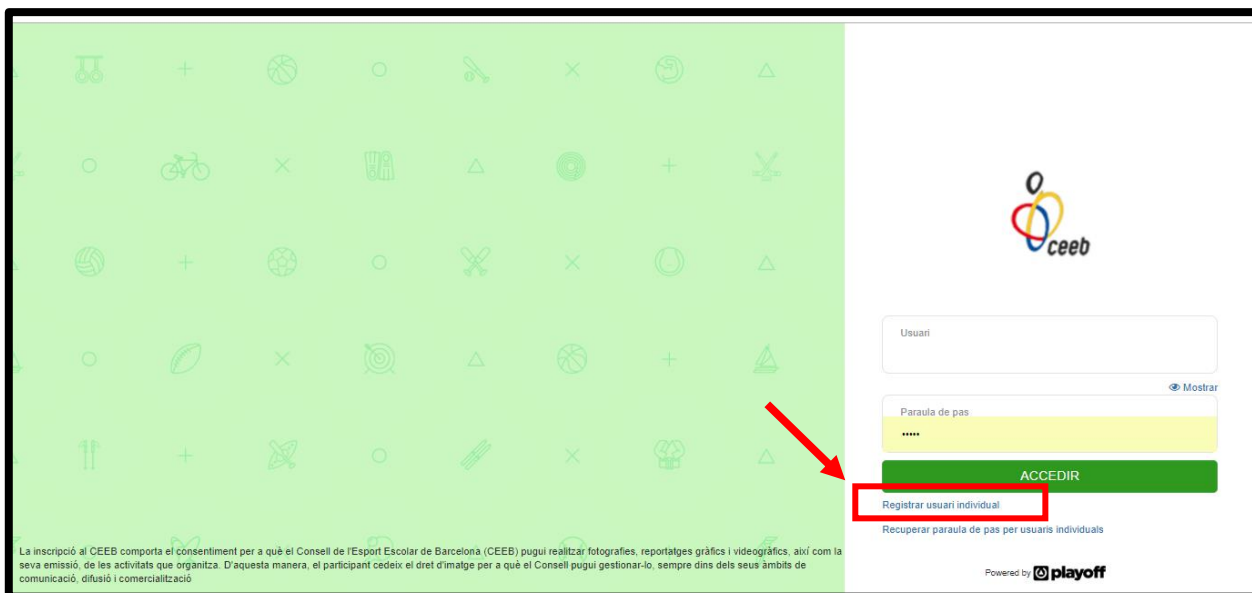 ceeb
Usuari
Mostrar
Paraula de pas
•••••
ACCEDIR
Registrar usuari individual
Recuperar paraula de pas per usuaris individuals
La inscripció al CEEB comporta el consentiment per a què el Consell de l'Esport Escolar de Barcelona (CEEB) pugui realitzar fotografies, reportatges gràfics i videogràfics, així com la
seva emissió, de les activitats que organitza. D'aquesta manera, el participant cedeix el dret d'imatge per a què el Consell pugui gestionar-lo, sempre dins dels seus àmbits de
comunicació, difusió i comercialització
Powered by playoff